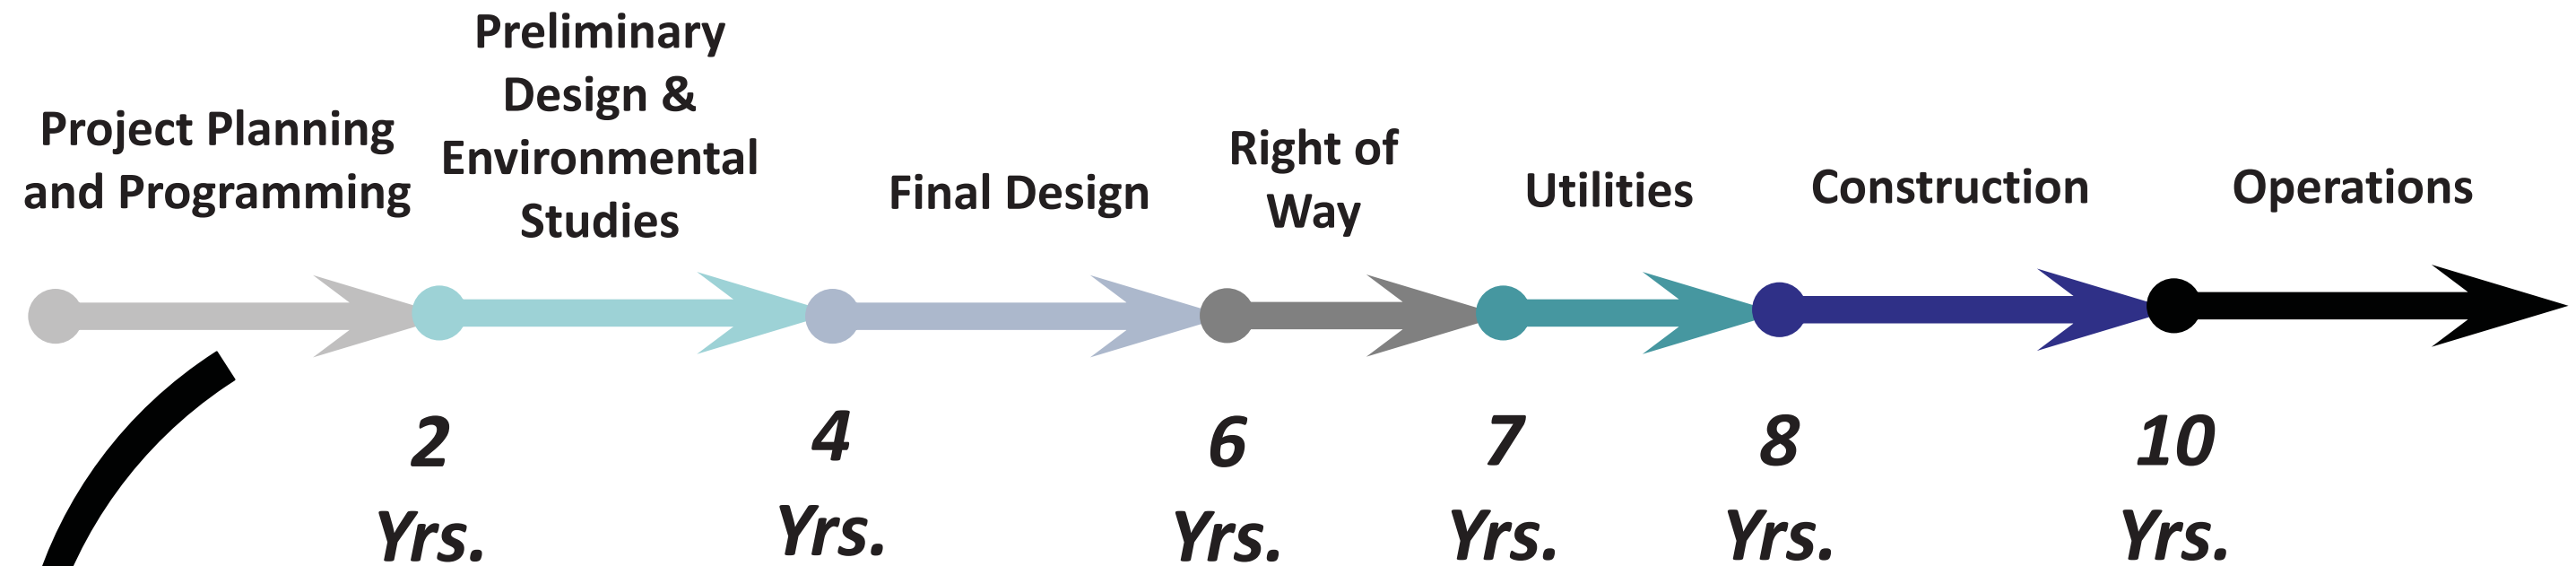 Project Planning
and Programming
Preliminary
Design &
Environmental
Studies
Final Design
Right of
Way
Utilities
Construction
Operations
2
Yrs.
4
Yrs.
6
Yrs.
7
Yrs.
8
Yrs.
10
Yrs.